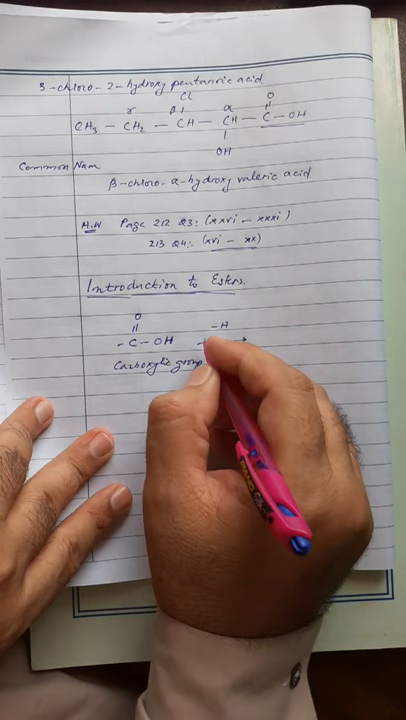 3-chloro-2-hydroxy pentanoic acid
Cl O
γ β α ||
CH₃ — CH₂ — CH — CH — C — OH
|
OH
Common Nam
β-chloro-α-hydroxy valeric acid
H.W Page 212 Q3: (xxvi — xxxi)
213 Q4: (xvi — xx)
Introduction to Esters.
O
|| -H
-C-OH
Carboxylic group